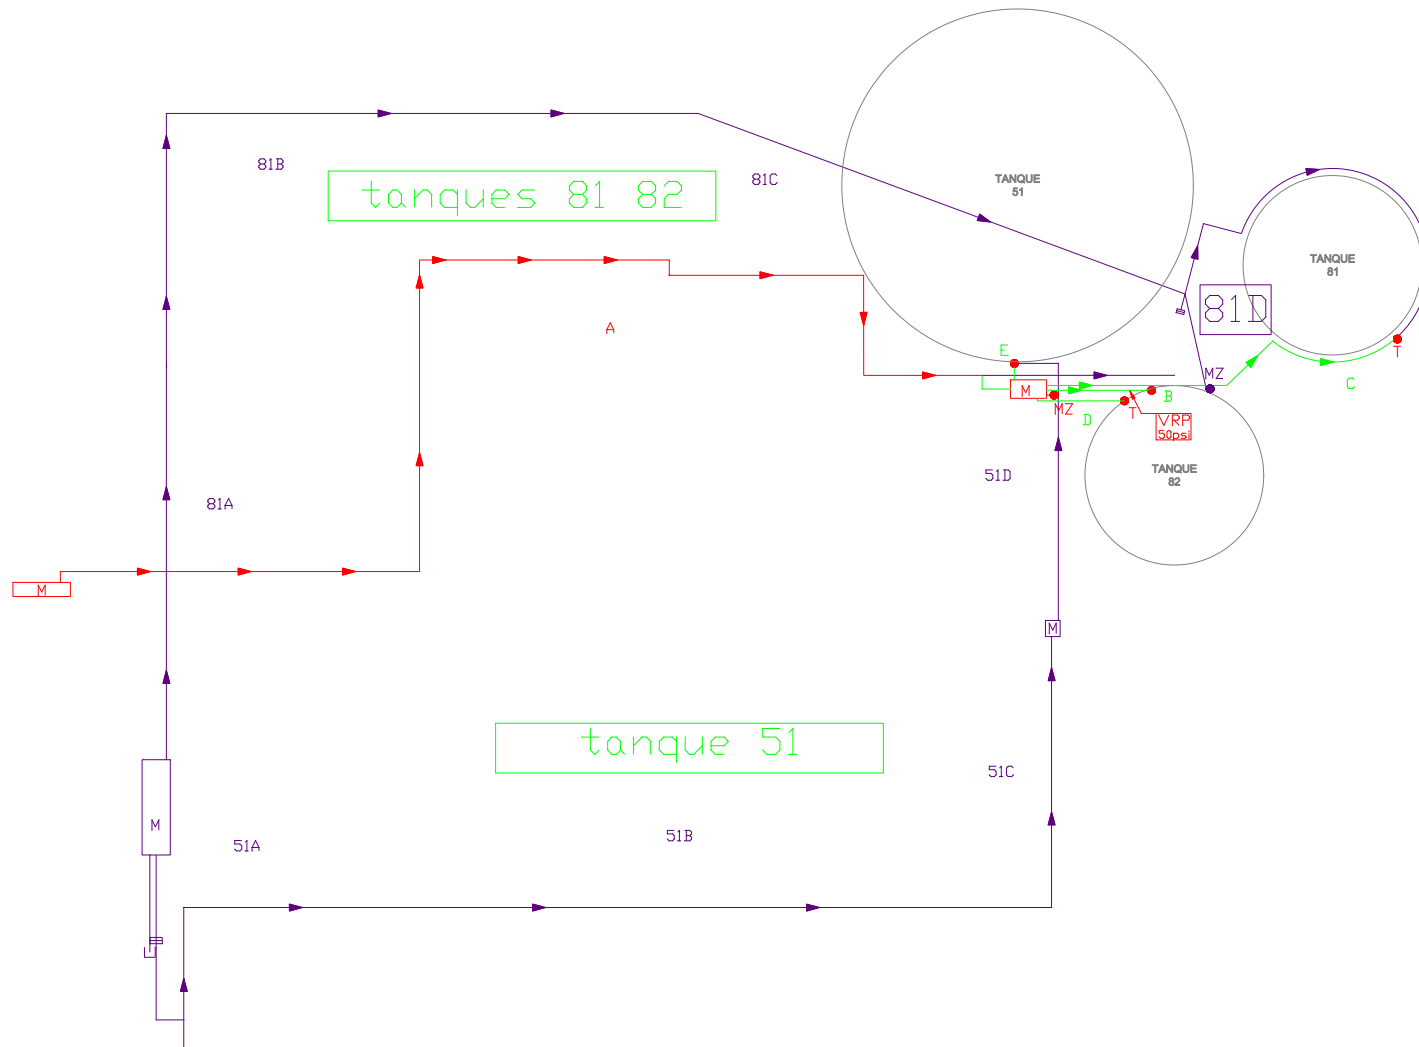 81B
tanques 81 82
81C
TANQUE
51
TANQUE
81
81D
A
E
T
MZ
C
M
B
MZ
T
D
VRP
50psi
TANQUE
82
51D
81A
M
M
tanque 51
51C
M
51B
51A